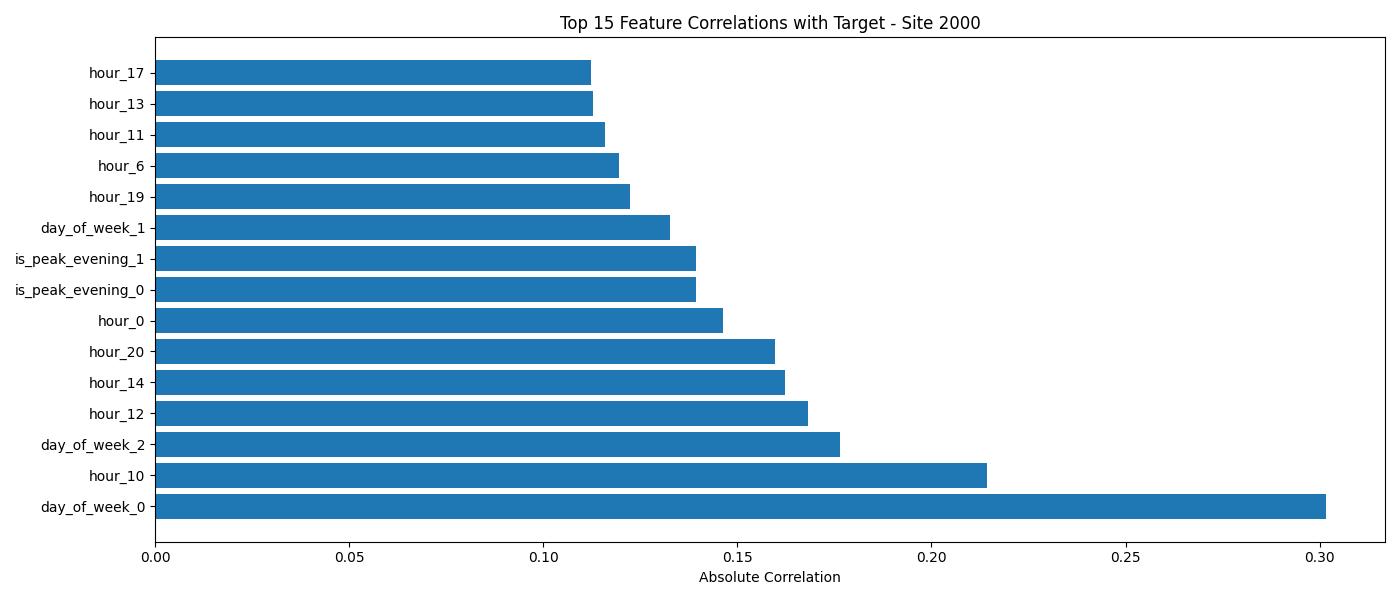 Top 15 Feature Correlations with Target - Site 2000
hour_17
hour_13
hour_11
hour_6
hour_19
day_of_week_1
is_peak_evening_1
is_peak_evening_0
hour_0
hour_20
hour_14
hour_12
day_of_week_2
hour_10
day_of_week_0
0.00 0.05 0.10 0.15 0.20 0.25 0.30
Absolute Correlation